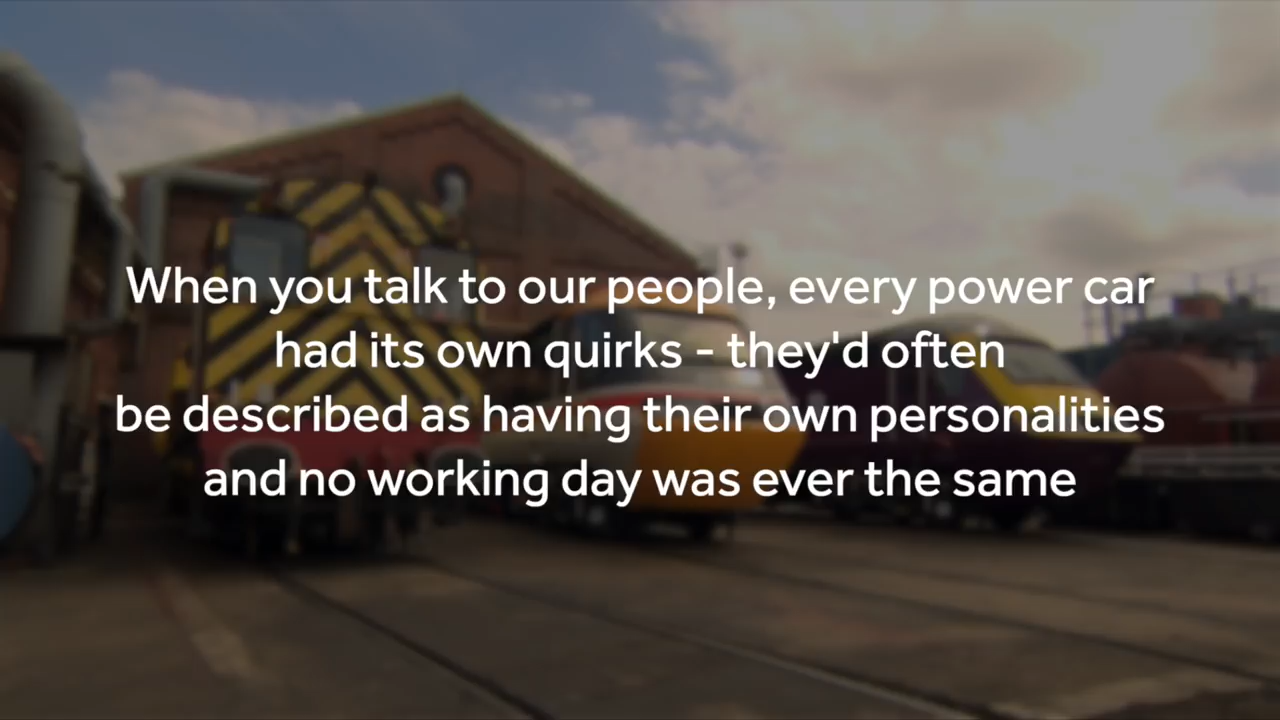 When you talk to our people, every power car
had its own quirks - they'd often
be described as having their own personalities
and no working day was ever the same